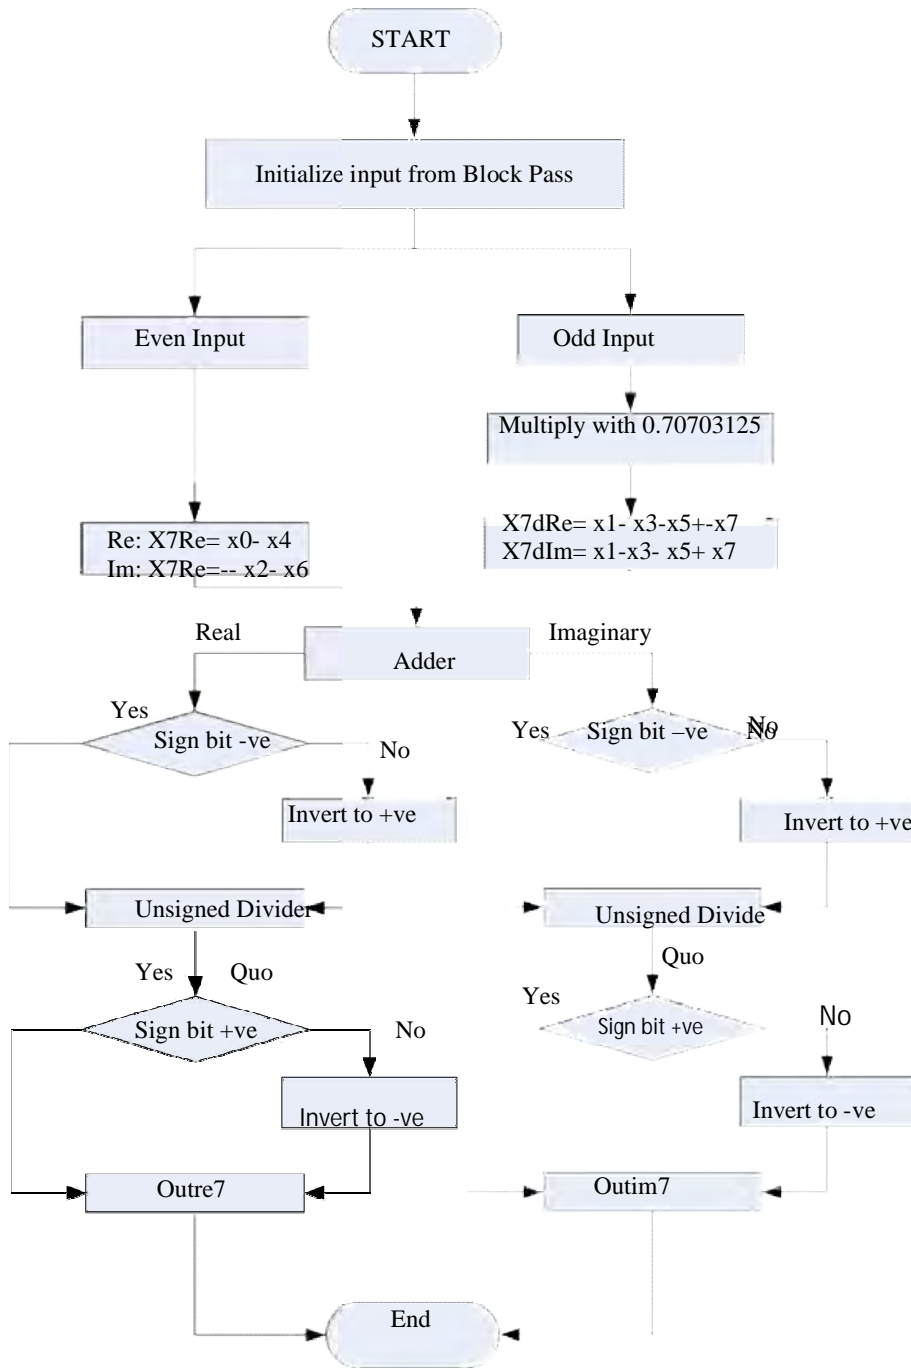 START
Initialize input from Block Pass
Even Input
Odd Input
Multiply with 0.70703125
Re: X7Re= x0- x4
Im: X7Re=-- x2- x6
X7dRe= x1- x3-x5+-x7
X7dIm= x1-x3- x5+ x7
Real
Adder
Imaginary
Yes
Sign bit -ve
No
Yes
Sign bit –ve
No
No
Invert to +ve
Invert to +ve
Unsigned Divider
Unsigned Divide
Yes
Quo
Quo
Yes
Sign bit +ve
No
Sign bit +ve
No
Invert to -ve
Invert to -ve
Outre7
Outim7
End